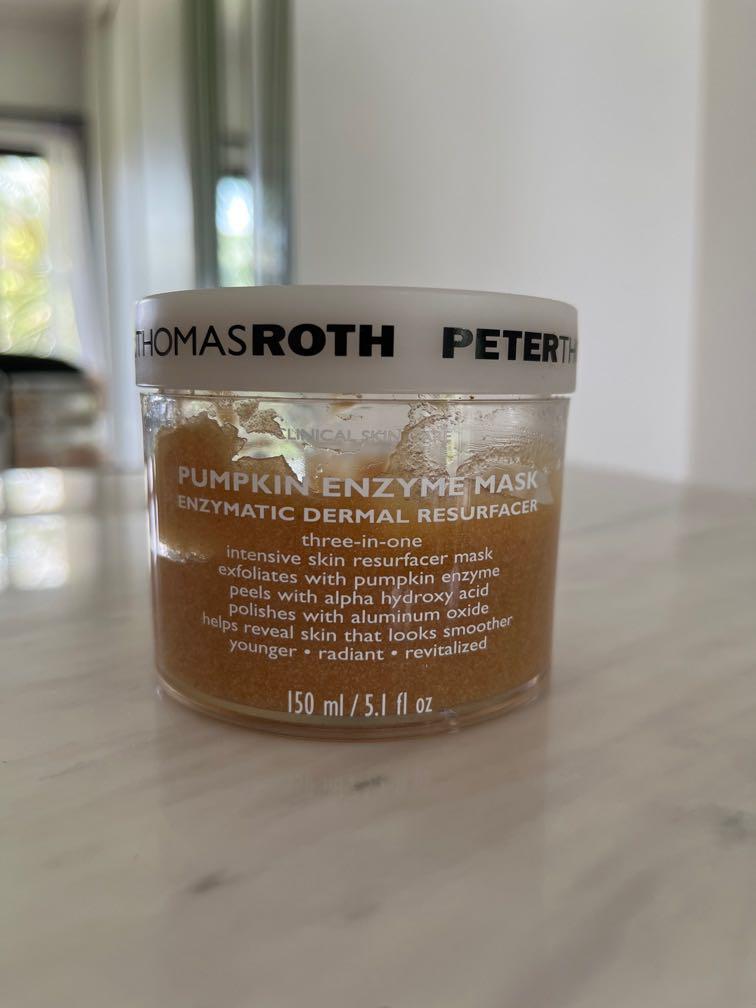 THOMASROTH PETERTH
CLINICAL SKIN CARE
PUMPKIN ENZYME MASK
ENZYMATIC DERMAL RESURFACER
three-in-one
intensive skin resurfacer mask
exfoliates with pumpkin enzyme
peels with alpha hydroxy acid
polishes with aluminum oxide
helps reveal skin that looks smoother
younger • radiant • revitalized
150 ml / 5.1 fl oz